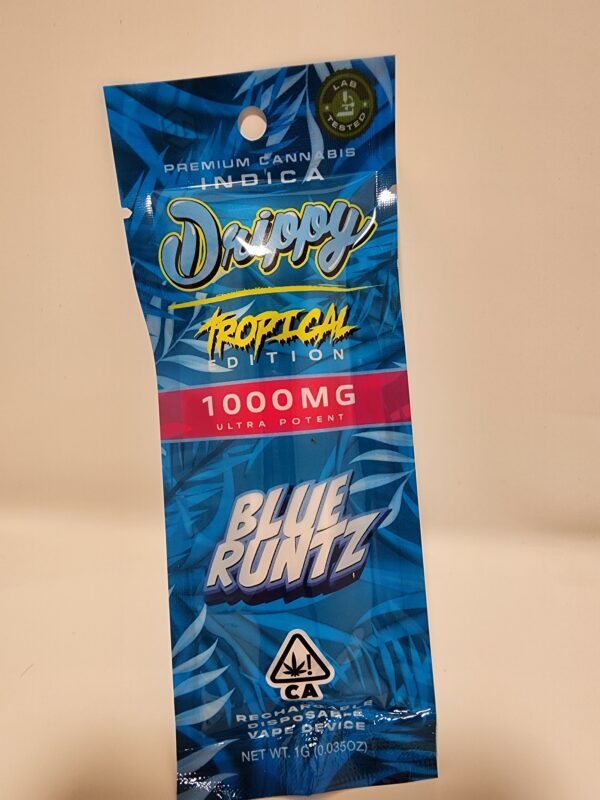 LAB
TESTED
PREMIUM CANNABIS
INDICA
Drippy
TROPICAL
EDITION
1000MG
ULTRA POTENT
BLUE
RUNTZ
!
CA
RECHARGEABLE
DISPOSABLE
VAPE DEVICE
NET WT. 1G (0.035OZ)